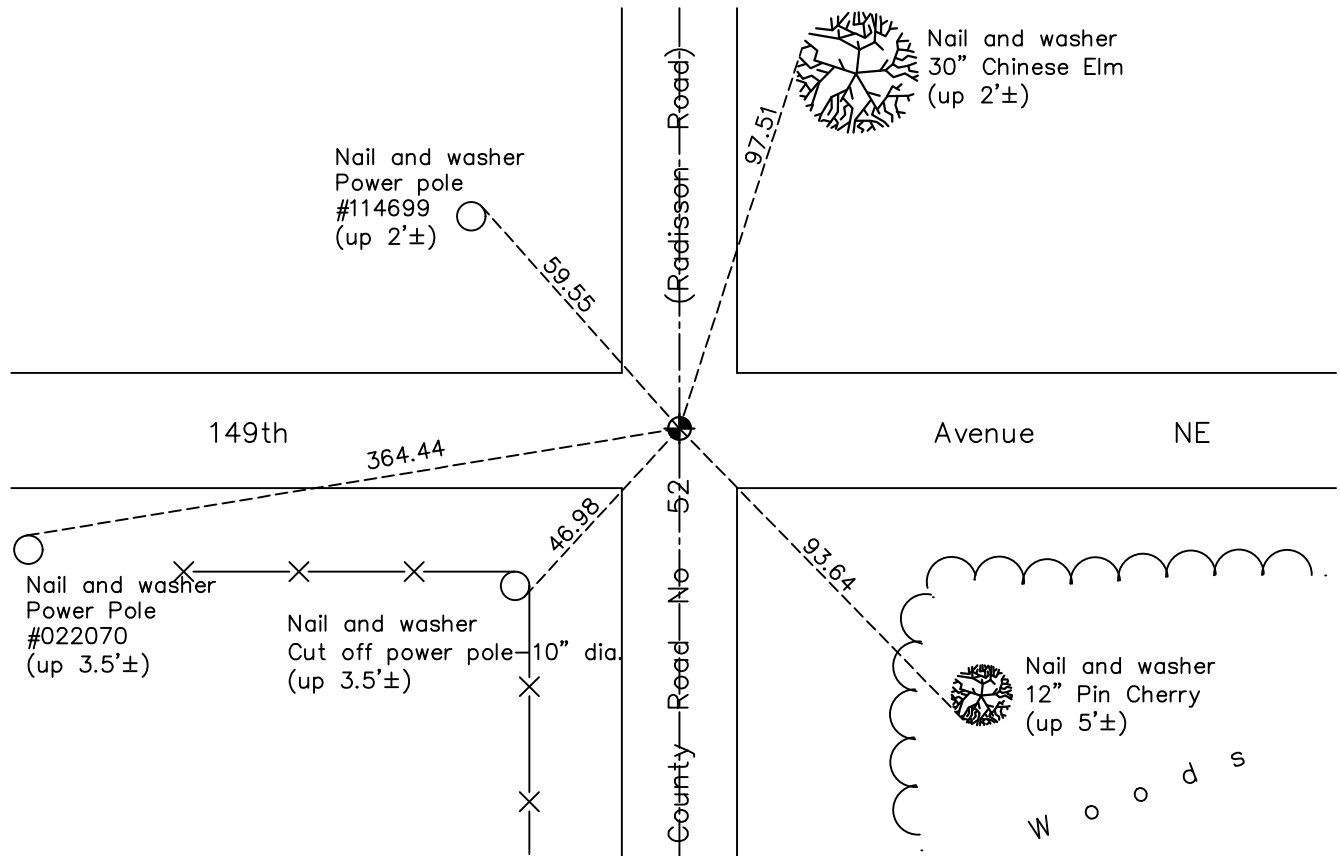 Nail and washer
30" Chinese Elm
(up 2'±)
97.51
(Radisson Road)
Nail and washer
Power pole
#114699
(up 2'±)
59.55
149th Avenue NE
364.44
46.98
93.64
County Road No 52
Nail and washer
Power Pole
#022070
(up 3.5'±)
Nail and washer
Cut off power pole-10" dia.
(up 3.5'±)
Nail and washer
12" Pin Cherry
(up 5'±)
Woods